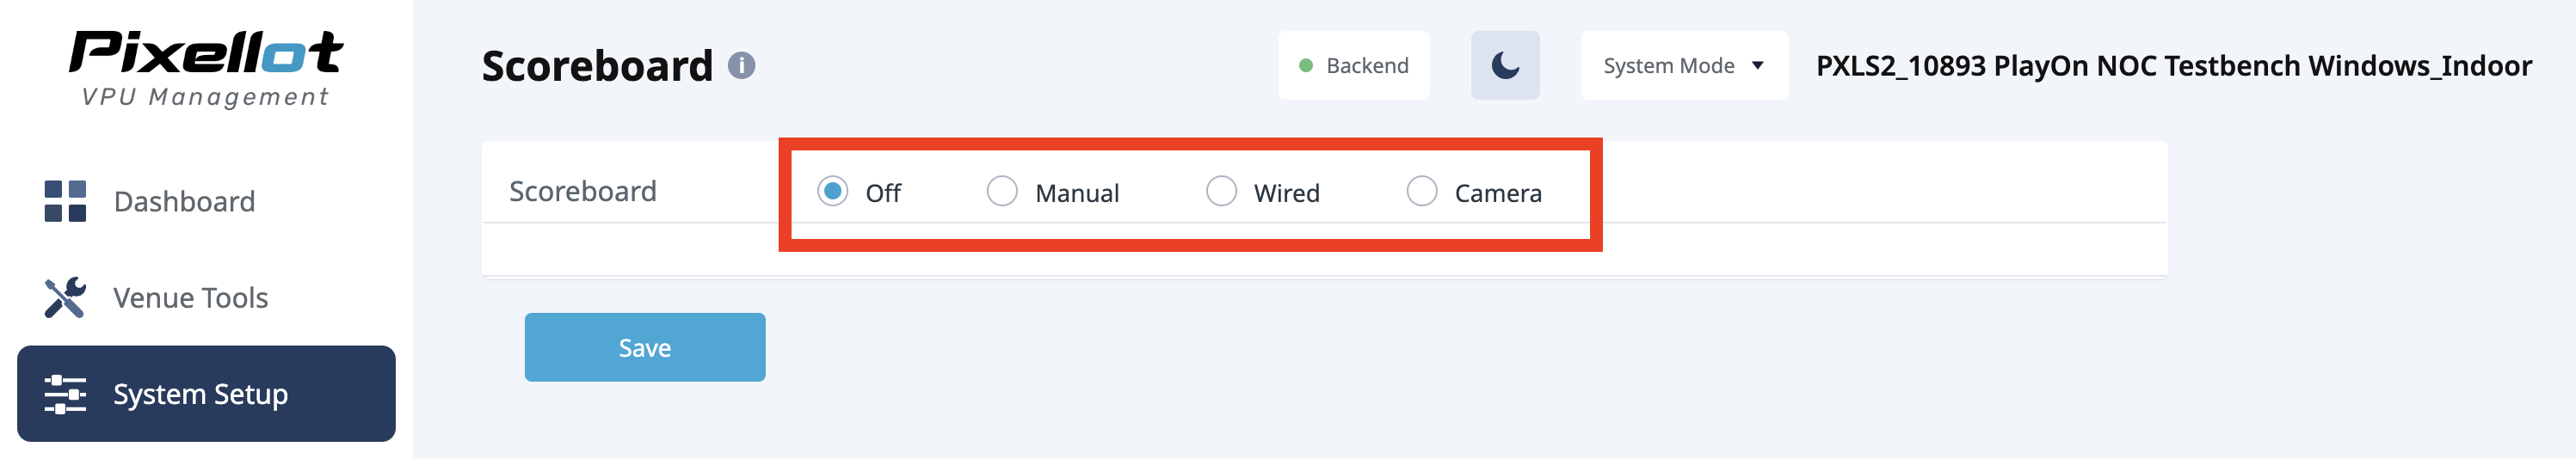 Pixellot
VPU Management
Dashboard
Venue Tools
System Setup
Scoreboard i
Backend
System Mode
PXLS2_10893 PlayOn NOC Testbench Windows_Indoor
Scoreboard
Off
Manual
Wired
Camera
Save